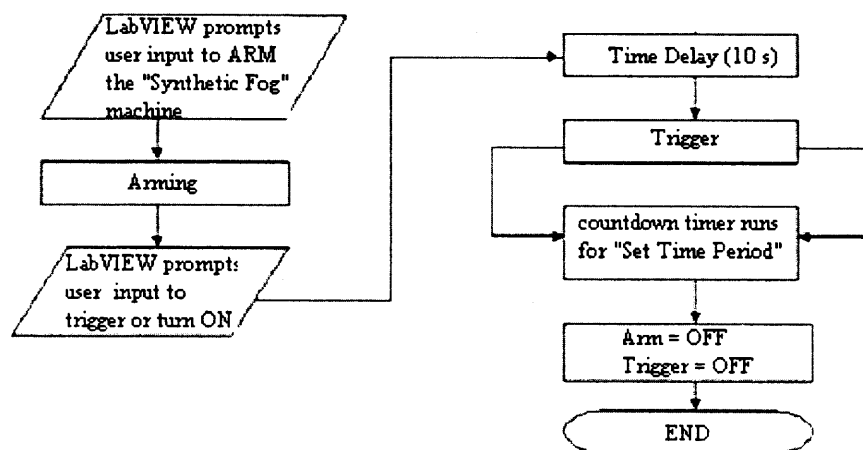 LabVIEW prompts
user input to ARM
the "Synthetic Fog"
machine
Arming
LabVIEW prompts
user input to
trigger or turn ON
Time Delay (10 s)
Trigger
countdown timer runs
for "Set Time Period"
Arm = OFF
Trigger = OFF
END